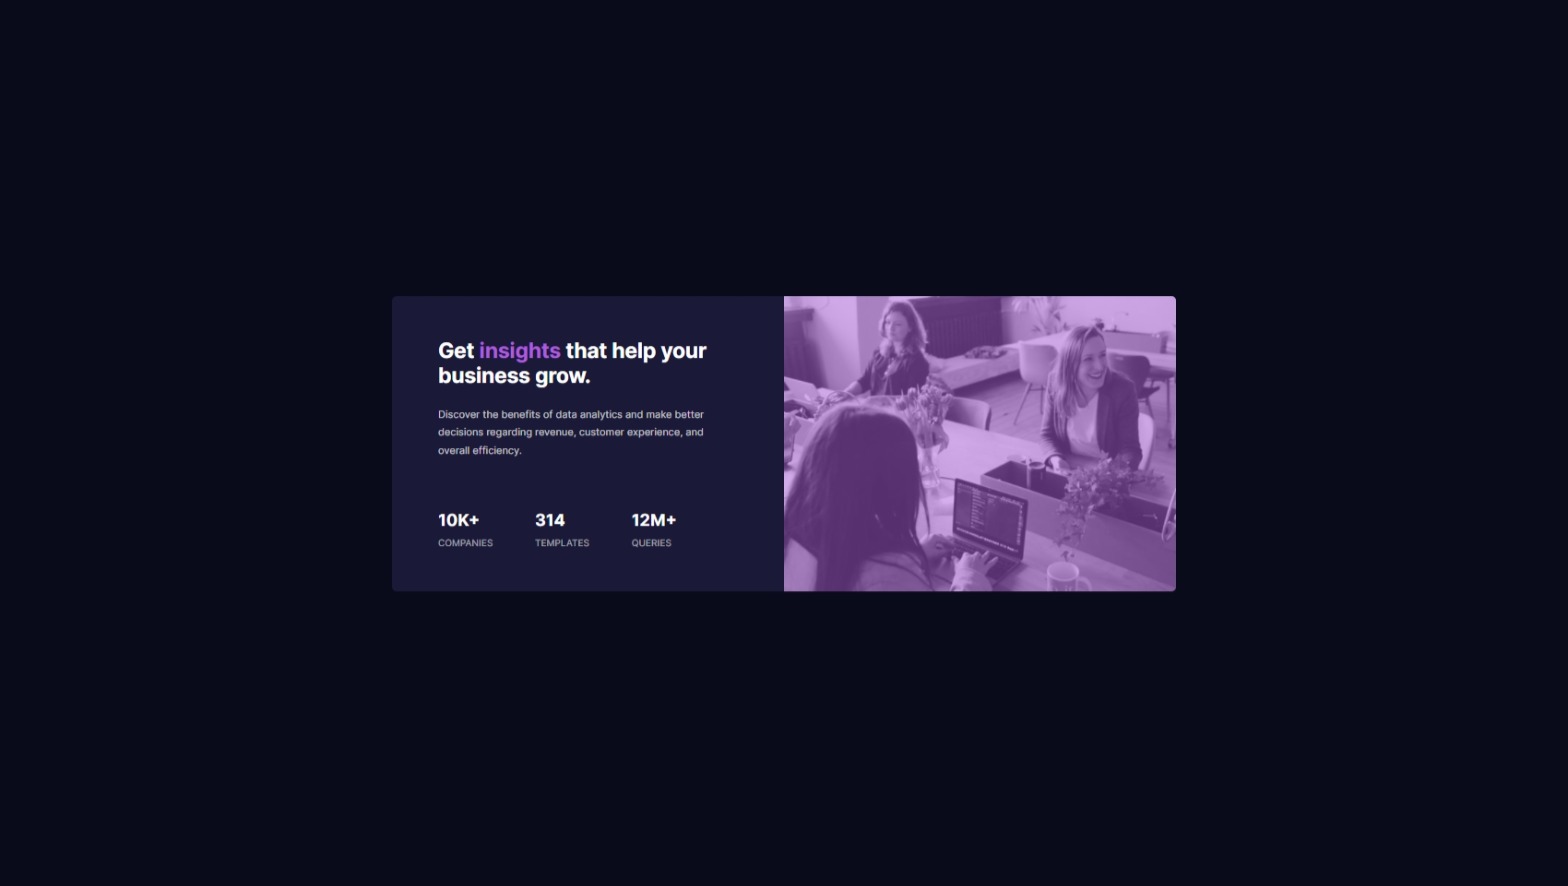 Get insights that help your
business grow.
Discover the benefits of data analytics and make better
decisions regarding revenue, customer experience, and
overall efficiency.
10K+ 314 12M+
COMPANIES TEMPLATES QUERIES